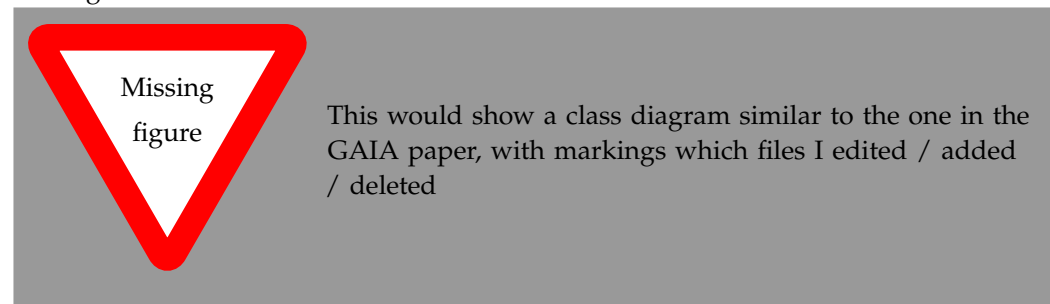 Missing
figure
This would show a class diagram similar to the one in the
GAIA paper, with markings which files I edited / added
/ deleted